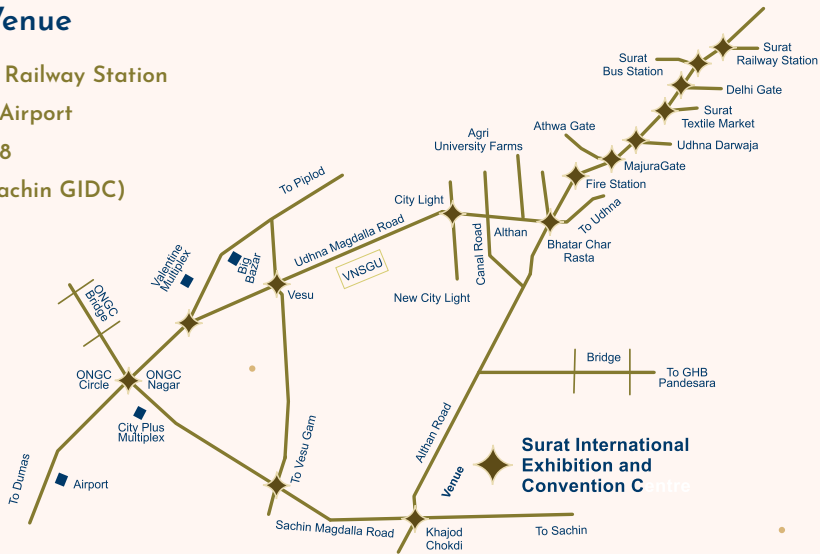 Venue
Railway Station
Airport
8
achin GIDC)
Surat
Railway Station
Surat
Bus Station
Delhi Gate
Surat
Textile Market
Udhna Darwaja
Athwa Gate
MajuraGate
Agri
University Farms
Fire Station
To Piplod
City Light
To Udhna
Udhna Magdalla Road
Althan
Bhatar Char
Rasta
Canal Road
Valentine
Multiplex
Big
Bazar
VNSGU
Vesu
New City Light
ONGC
Bridge
Bridge
To GHB
Pandesara
ONGC
Circle
ONGC
Nagar
City Plus
Multiplex
Althan Road
To Vesu Gam
Surat International
Exhibition and
Convention Centre
Venue
To Dumas
Airport
Sachin Magdalla Road
Khajod
Chokdi
To Sachin